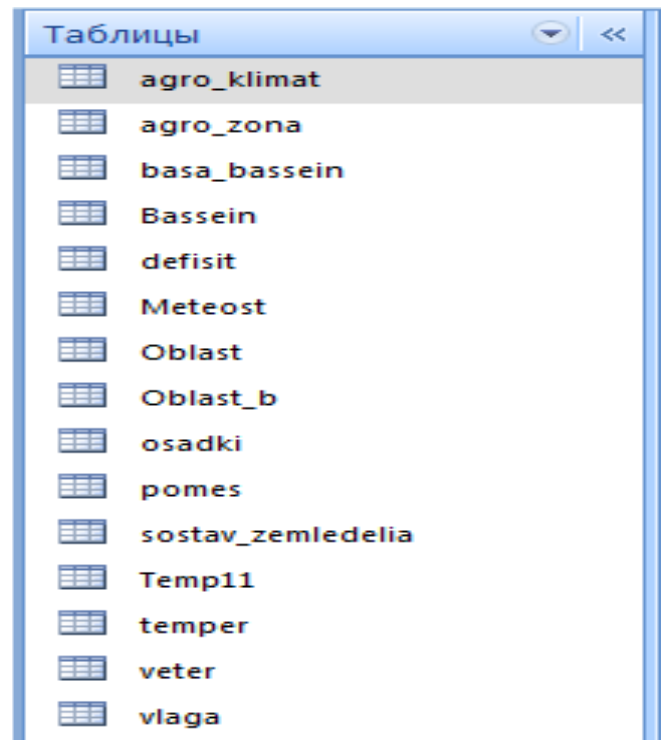 Таблицы
agro_klimat
agro_zona
basa_bassein
Bassein
defisit
Meteost
Oblast
Oblast_b
osadki
pomes
sostav_zemledelia
Temp11
temper
veter
vlaga